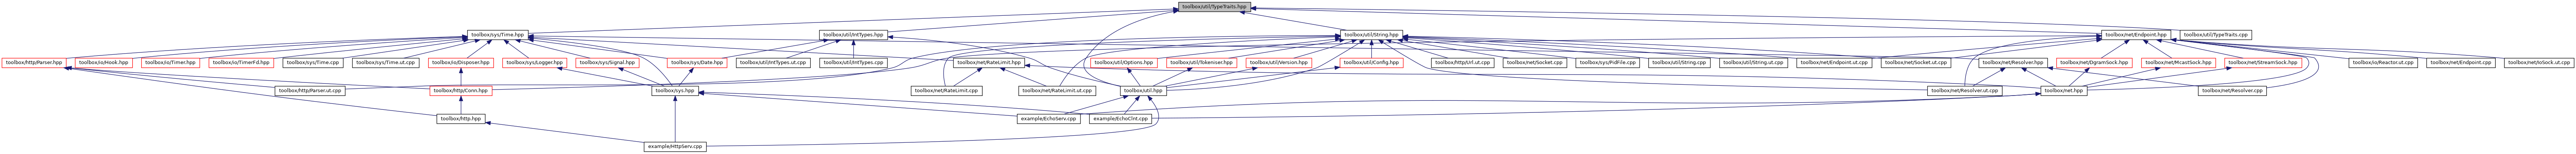 toolbox/util/TypeTraits.hpp
toolbox/sys/Time.hpp
toolbox/util/IntTypes.hpp
toolbox/util/String.hpp
toolbox/net/Endpoint.hpp
toolbox/util/TypeTraits.cpp
toolbox/http/Parser.hpp
toolbox/io/Hook.hpp
toolbox/io/Timer.hpp
toolbox/io/TimerFd.hpp
toolbox/sys/Time.cpp
toolbox/sys/Time.ut.cpp
toolbox/io/Disposer.hpp
toolbox/sys/Logger.hpp
toolbox/sys/Signal.hpp
toolbox/sys/Date.hpp
toolbox/util/IntTypes.ut.cpp
toolbox/util/IntTypes.cpp
toolbox/net/RateLimit.hpp
toolbox/util/Options.hpp
toolbox/util/Tokeniser.hpp
toolbox/util/Version.hpp
toolbox/util/Config.hpp
toolbox/http/Url.ut.cpp
toolbox/net/Socket.cpp
toolbox/sys/PidFile.cpp
toolbox/util/String.cpp
toolbox/util/String.ut.cpp
toolbox/net/Endpoint.ut.cpp
toolbox/net/Socket.ut.cpp
toolbox/net/Resolver.hpp
toolbox/net/DgramSock.hpp
toolbox/net/McastSock.hpp
toolbox/net/StreamSock.hpp
toolbox/io/Reactor.ut.cpp
toolbox/net/Endpoint.cpp
toolbox/net/IoSock.ut.cpp
toolbox/http/Parser.ut.cpp
toolbox/http/Conn.hpp
toolbox/sys.hpp
toolbox/net/RateLimit.cpp
toolbox/net/RateLimit.ut.cpp
toolbox/util.hpp
toolbox/net/Resolver.ut.cpp
toolbox/net.hpp
toolbox/net/Resolver.cpp
toolbox/http.hpp
example/EchoServ.cpp
example/EchoClnt.cpp
example/HttpServ.cpp